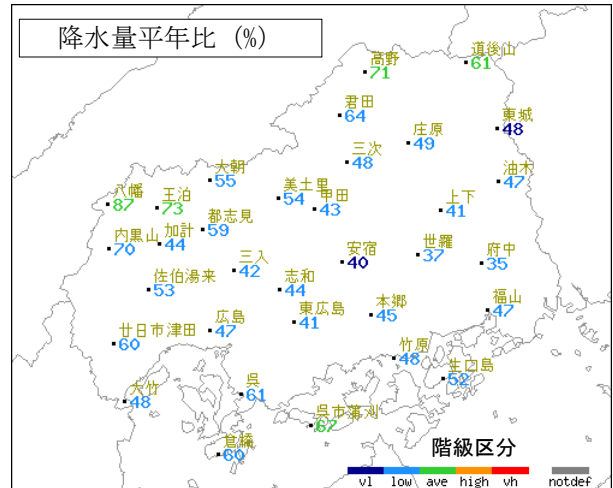 降水量平年比 (%)
高野
71
道後山
61
君田
64
東城
48
庄原
49
三次
48
大朝
55
油木
47
八幡
87
王泊
73
美土里
54
甲田
43
上下
41
都志見
59
内黒山
70
加計
44
三入
42
安宿
40
世羅
37
府中
35
佐伯湯来
53
志和
44
福山
47
東広島
41
本郷
45
廿日市津田
60
広島
47
竹原
48
生口島
52
大竹
48
呉
61
呉市蒲刈
67
倉橋
60
階級区分
vl low ave high vh notdef